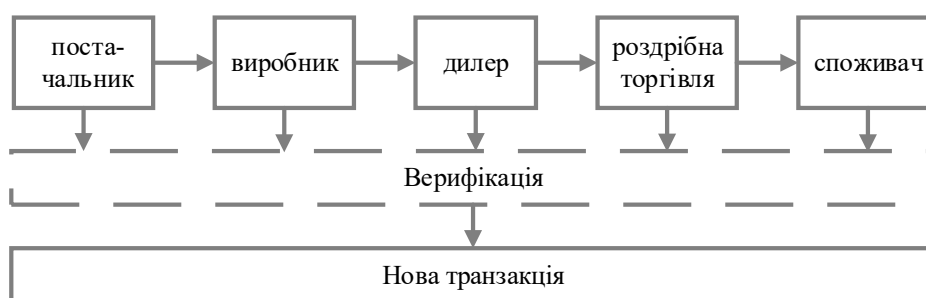 поста-
чальник
виробник
дилер
роздрібна
торгівля
споживач
Верифікація
Нова транзакція